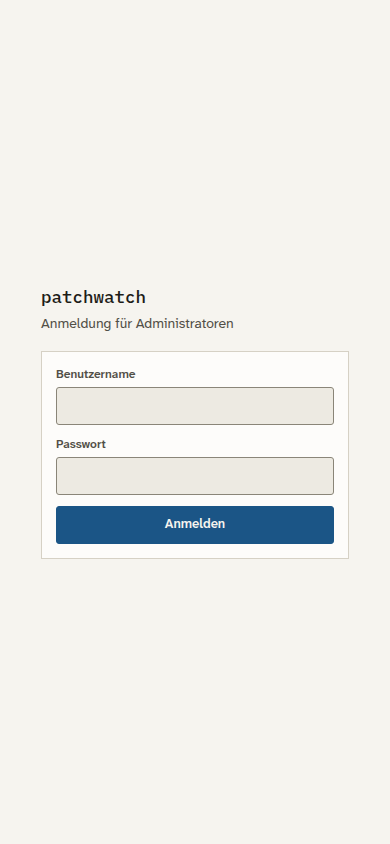 patchwatch
Anmeldung für Administratoren
Benutzername
Passwort
Anmelden